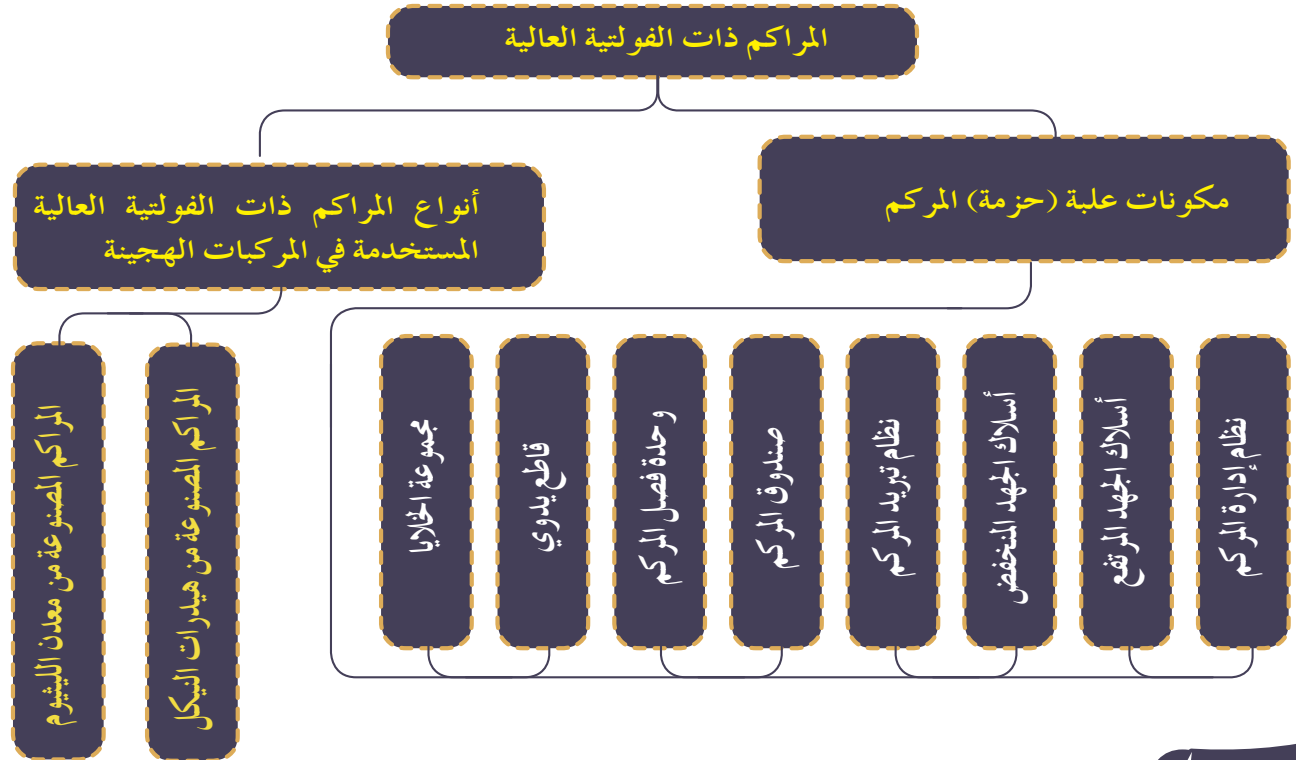 المراكم ذات الفولتية العالية
مكونات علبة (حزمة) المركم
أنواع المراكم ذات الفولتية العالية
المستخدمة في المركبات الهجينة
نظام إدارة المركم
أسلاك الجهد المرتفع
أسلاك الجهد المنخفض
نظام تبريد المركم
صندوق المركم
وحدة فصل المركم
قاطع يدوي
مجموعة الخلايا
المراكم المصنوعة من هيدرات النيكل
المراكم المصنوعة من معدن الليثيوم